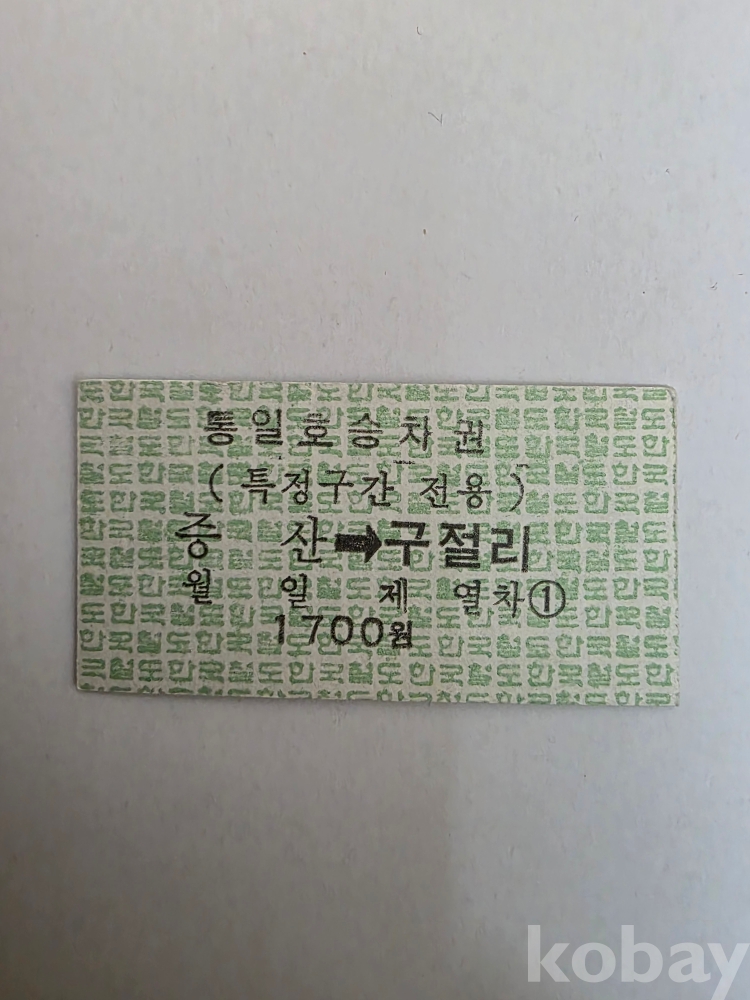 통일호승차권
( 특정구간 전용 )
증 산➡구절리
월 일 제 열차①
1700원
kobay